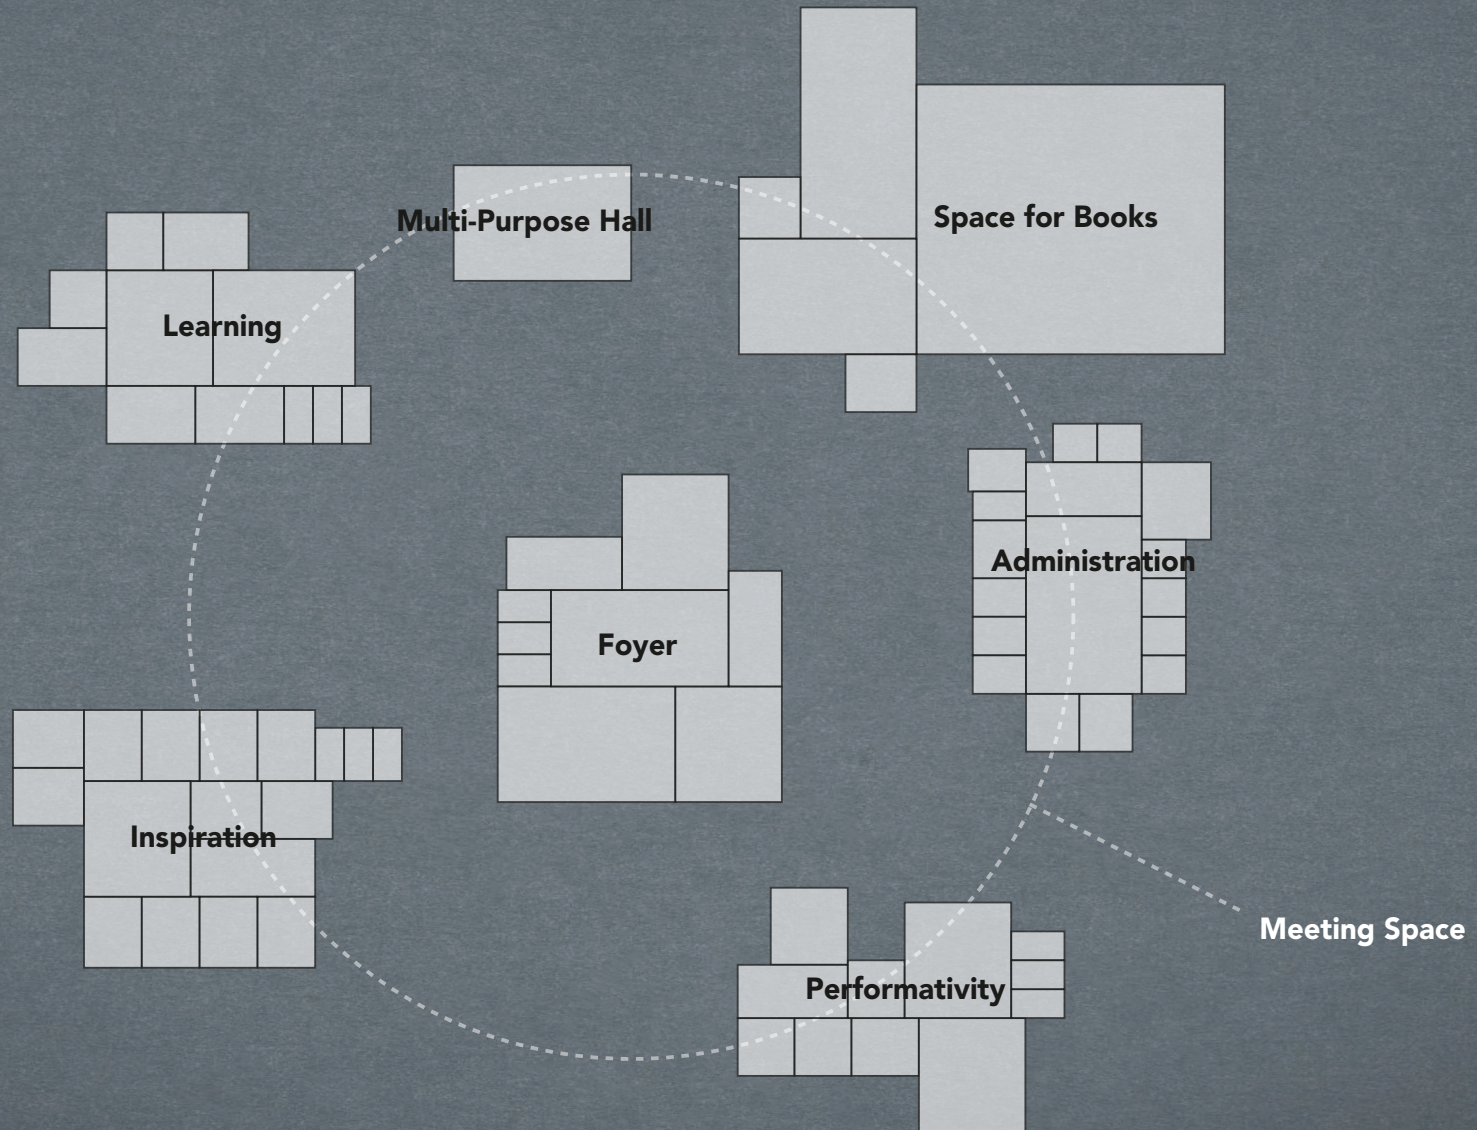 Space for Books
Multi-Purpose Hall
Learning
Administration
Foyer
Inspiration
Meeting Space
Performativity